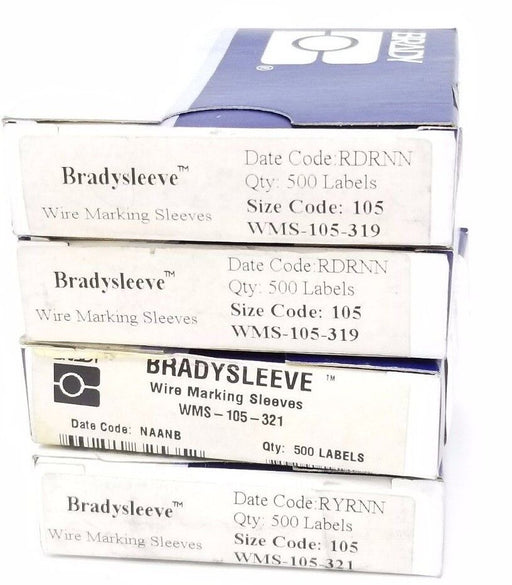 BRADY
®
Bradysleeve™
Wire Marking Sleeves
Date Code:RDRNN
Qty: 500 Labels
Size Code: 105
WMS-105-319
Bradysleeve™
Wire Marking Sleeves
Date Code:RDRNN
Qty: 500 Labels
Size Code: 105
WMS-105-319
BRADY
BRADYSLEEVE ™
Wire Marking Sleeves
WMS-105-321
Date Code: NAANB
Qty: 500 LABELS
Bradysleeve™
Wire Marking Sleeves
Date Code:RYRNN
Qty: 500 Labels
Size Code: 105
WMS-105-321